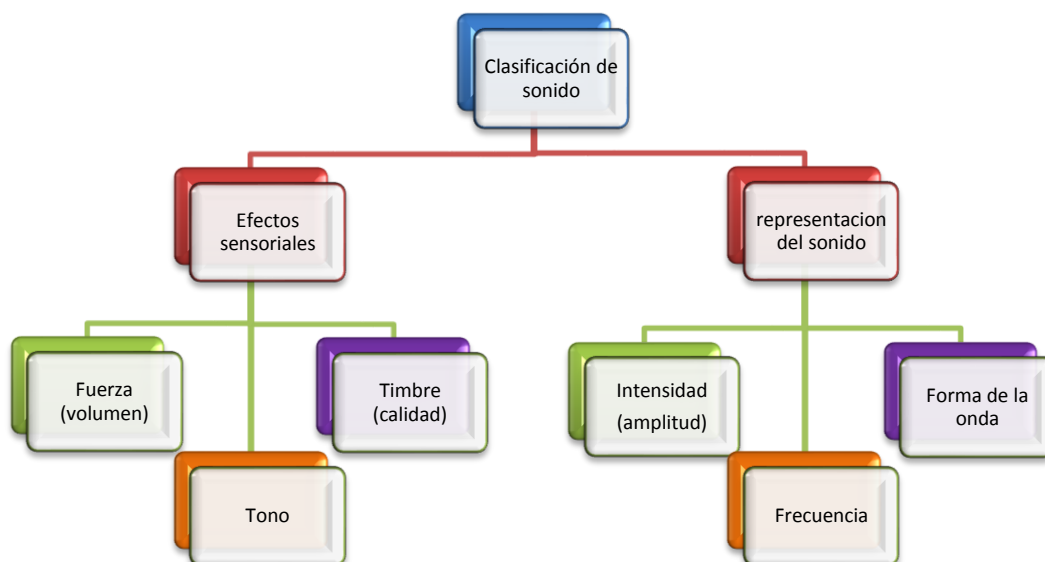 Clasificación de
sonido
Efectos
sensoriales
representacion
del sonido
Fuerza
(volumen)
Timbre
(calidad)
Tono
Intensidad
(amplitud)
Forma de la
onda
Frecuencia